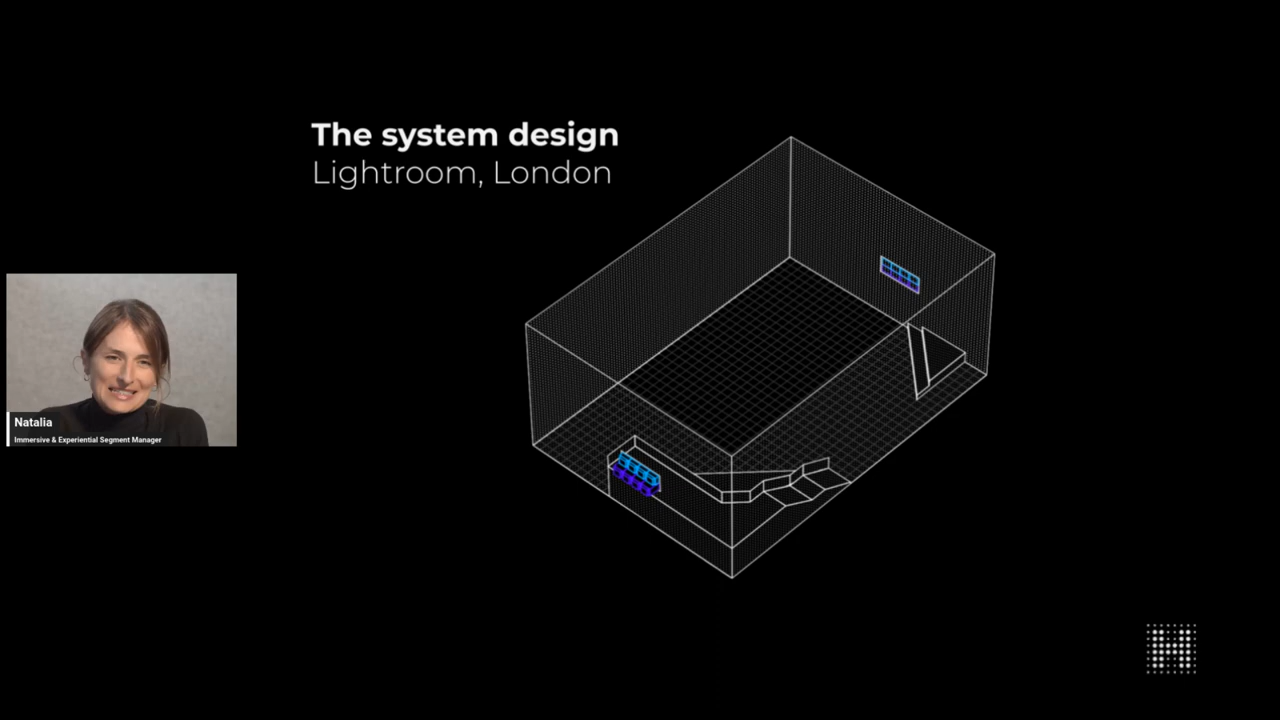 The system design
Lightroom, London
Natalia
Immersive & Experiential Segment Manager
H